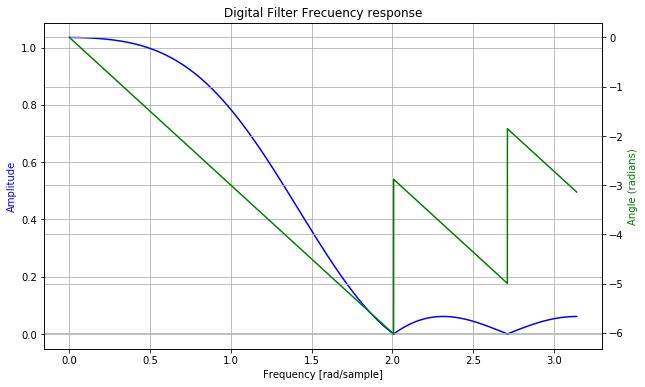 Digital Filter Frecuency response
1.0
0.8
0.6
0.4
0.2
0.0
Amplitude
0
−1
−2
−3
−4
−5
−6
Angle (radians)
0.0 0.5 1.0 1.5 2.0 2.5 3.0
Frequency [rad/sample]